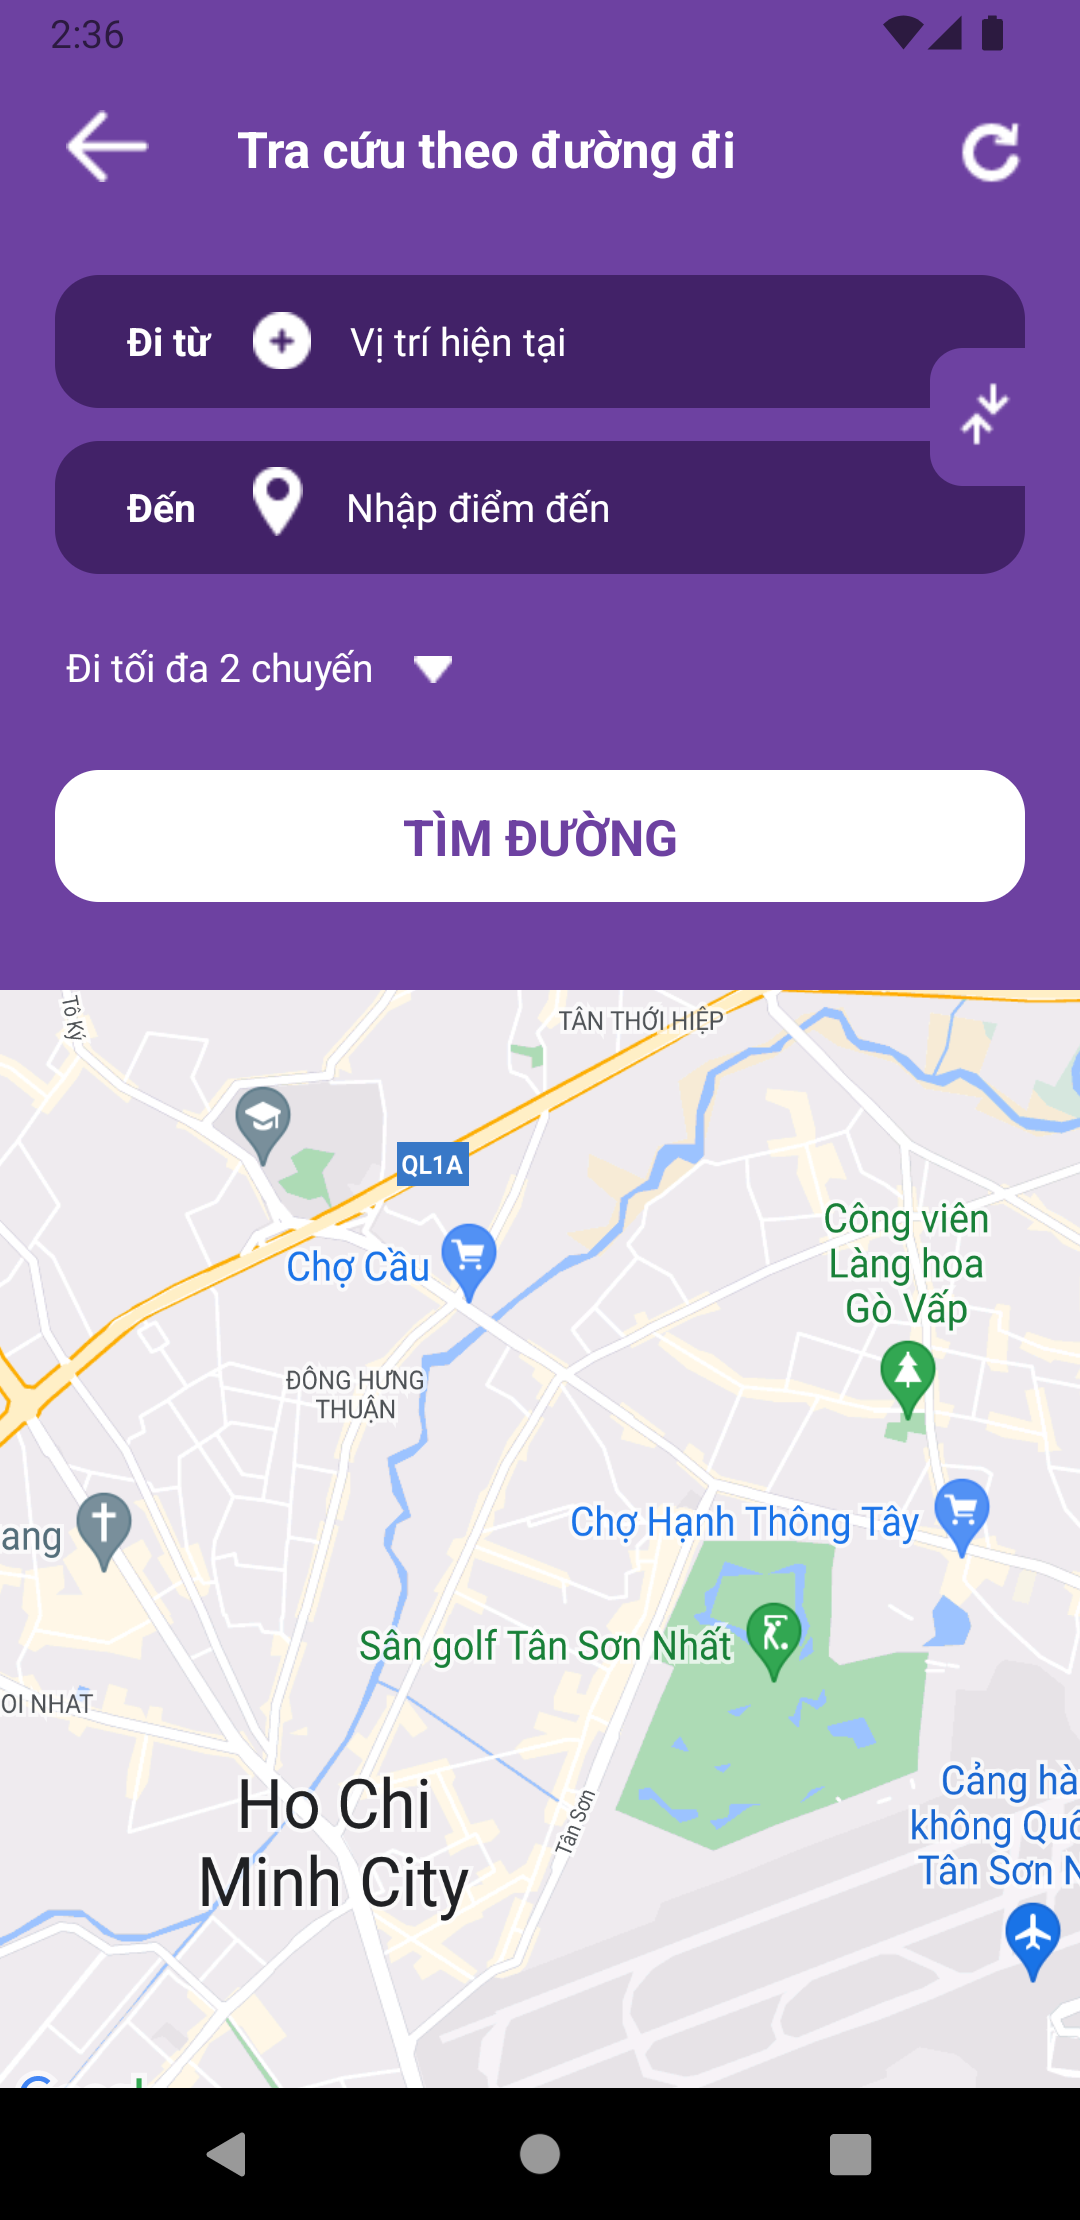 2:36
Tra cứu theo đường đi
Đi từ Vị trí hiện tại
Đến Nhập điểm đến
Đi tối đa 2 chuyến
TÌM ĐƯỜNG
Tô Ký
TÂN THỚI HIỆP
QL1A
Công viên
Làng hoa
Gò Vấp
Chợ Cầu
ĐÔNG HƯNG
THUẬN
Chợ Hạnh Thông Tây
ang
Sân golf Tân Sơn Nhất
OI NHAT
Cảng hà
không Quố
Tân Sơn N
Ho Chi
Minh City
Tân Sơn